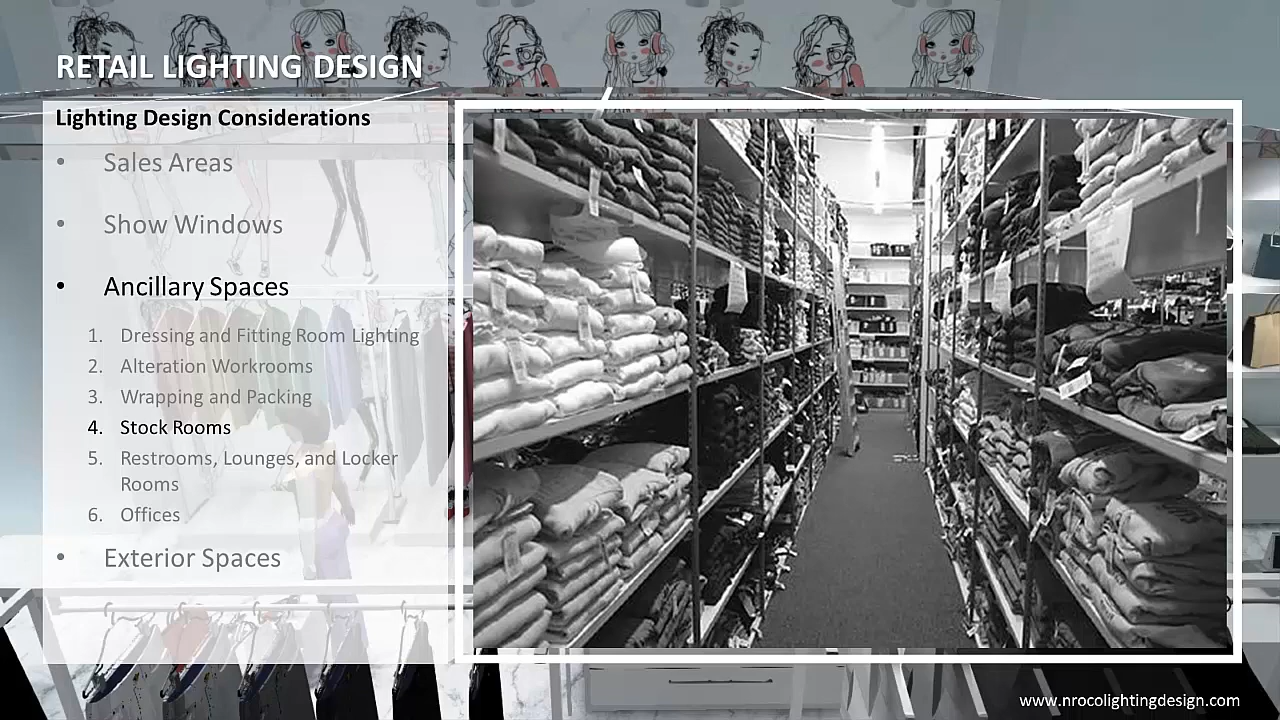 RETAIL LIGHTING DESIGN
Lighting Design Considerations
• Sales Areas
• Show Windows
• Ancillary Spaces
1. Dressing and Fitting Room Lighting
2. Alteration Workrooms
3. Wrapping and Packing
4. Stock Rooms
5. Restrooms, Lounges, and Locker
Rooms
6. Offices
• Exterior Spaces
www.nrocolightingdesign.com